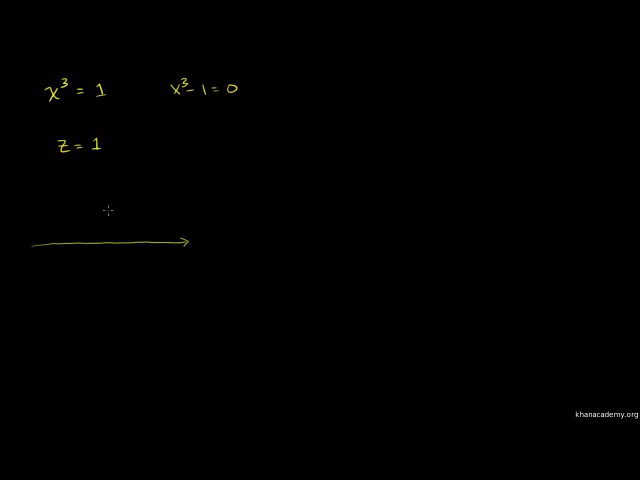 x³ = 1 x³ - 1 = 0
z = 1
khanacademy.org